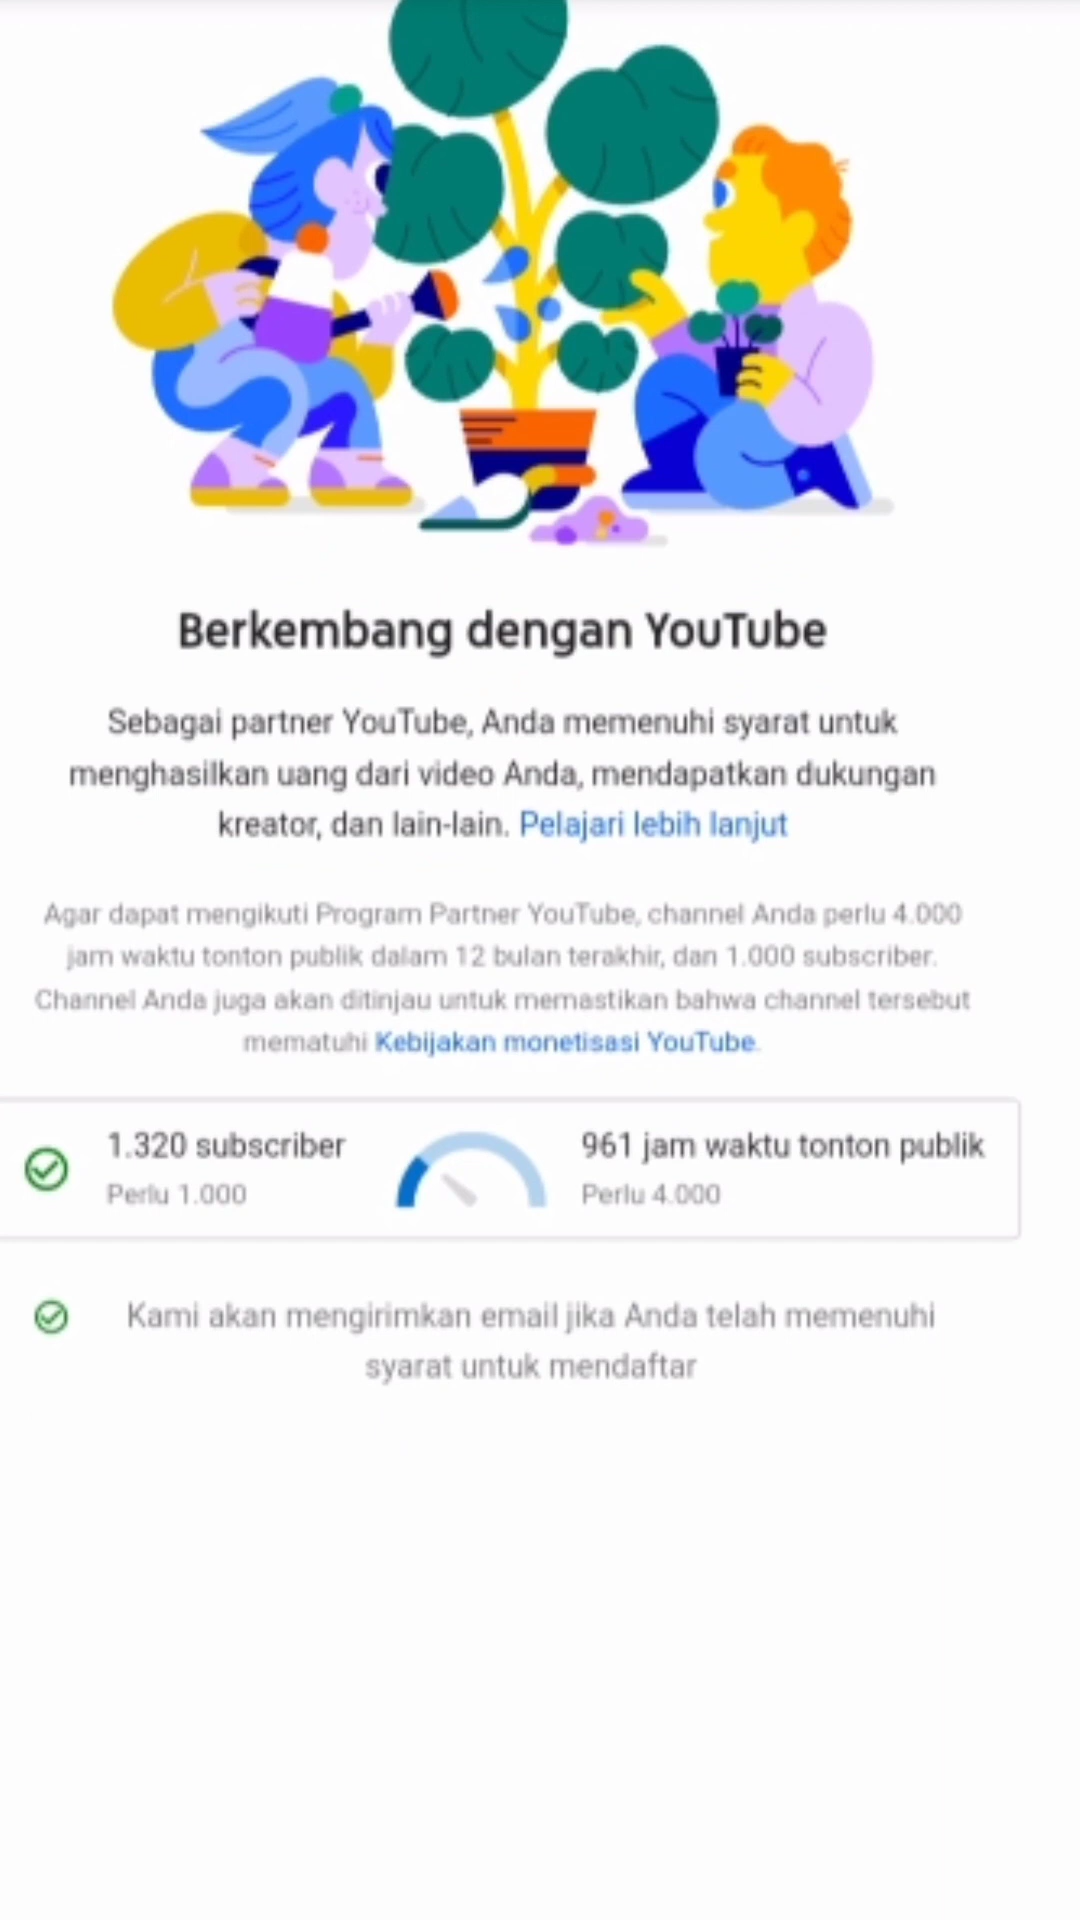 Berkembang dengan YouTube
Sebagai partner YouTube, Anda memenuhi syarat untuk
menghasilkan uang dari video Anda, mendapatkan dukungan
kreator, dan lain-lain. Pelajari lebih lanjut
Agar dapat mengikuti Program Partner YouTube, channel Anda perlu 4.000
jam waktu tonton publik dalam 12 bulan terakhir, dan 1.000 subscriber.
Channel Anda juga akan ditinjau untuk memastikan bahwa channel tersebut
mematuhi Kebijakan monetisasi YouTube.
1.320 subscriber
Perlu 1.000
961 jam waktu tonton publik
Perlu 4.000
Kami akan mengirimkan email jika Anda telah memenuhi
syarat untuk mendaftar